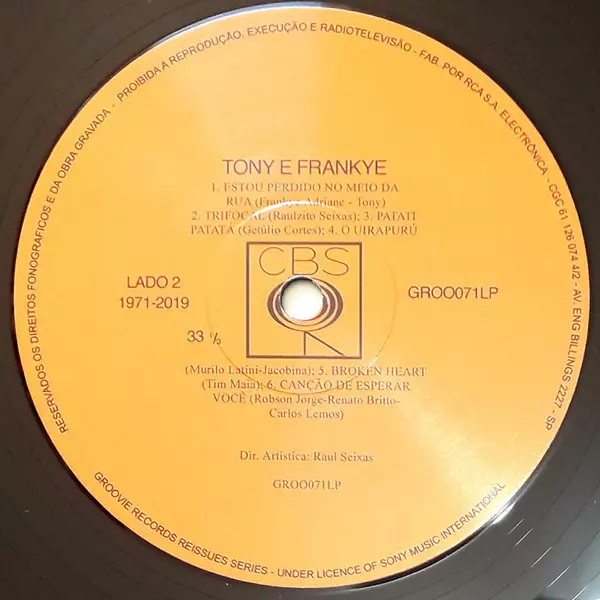 RESERVADOS OS DIREITOS FONOGRAFICOS E DA OBRA GRAVADA - PROIBIDA A REPRODUÇÃO, EXECUÇÃO E RADIOTELEVISÃO - FAB. POR RCA S.A. ELECTRÔNICA - CGC 61 126 074 4/2 - AV. ENG BILLINGS 2227 - SP
TONY E FRANKYE
1. ESTOU PERDIDO NO MEIO DA
RUA (Frankye Adriano - Tony)
2. TRIFOCAL (Raulzito Seixas); 3. PATATI
PATATÁ (Getúlio Cortes); 4. O UIRAPURÚ
CBS
LADO 2
1971-2019
GROO071LP
33 ⅓
(Murilo Latini-Jacobina); 5. BROKEN HEART
(Tim Maia); 6. CANÇÃO DE ESPERAR
VOCÊ (Robson Jorge-Renato Britto-
Carlos Lemos)
Dir. Artistica: Raul Seixas
GROO071LP
GROOVIE RECORDS REISSUES SERIES - UNDER LICENCE OF SONY MUSIC INTERNATIONAL